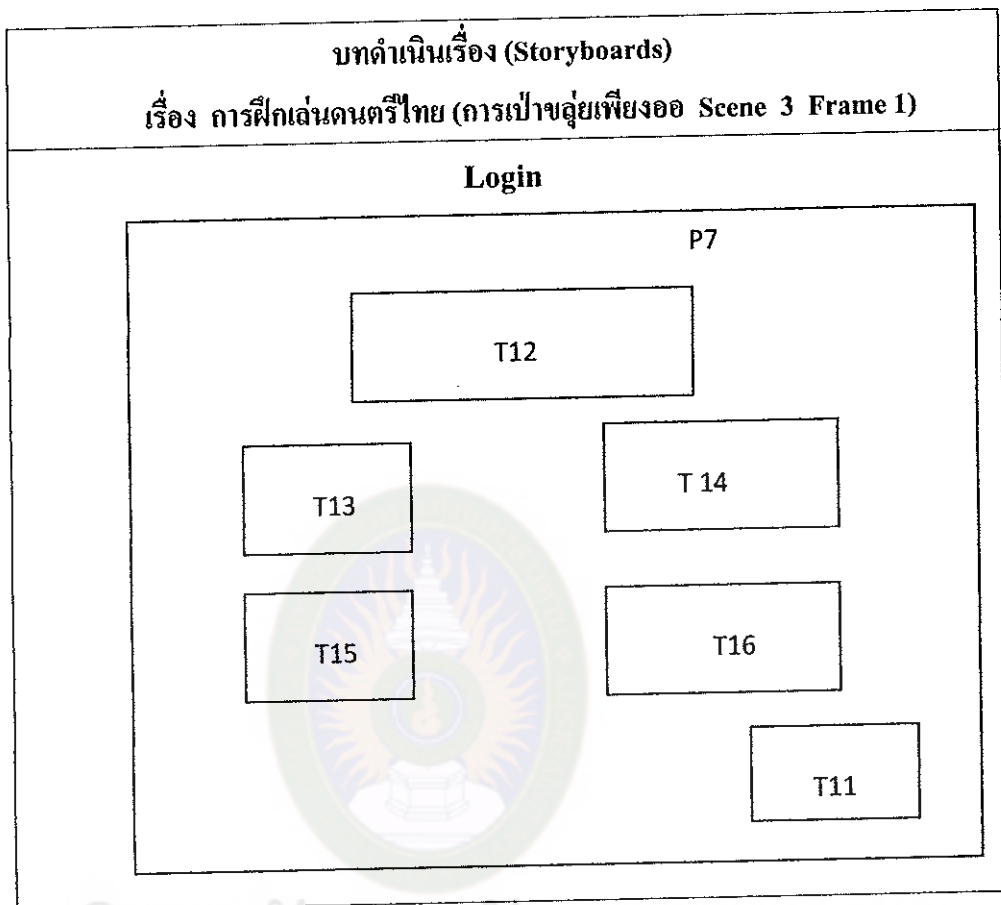 บทดำเนินเรื่อง (Storyboards)
เรื่อง การฝึกเล่นดนตรีไทย (การเป่าขลุ่ยเพียงออ Scene 3 Frame 1)
Login
P7
T12
T13
T 14
T15
T16
T11